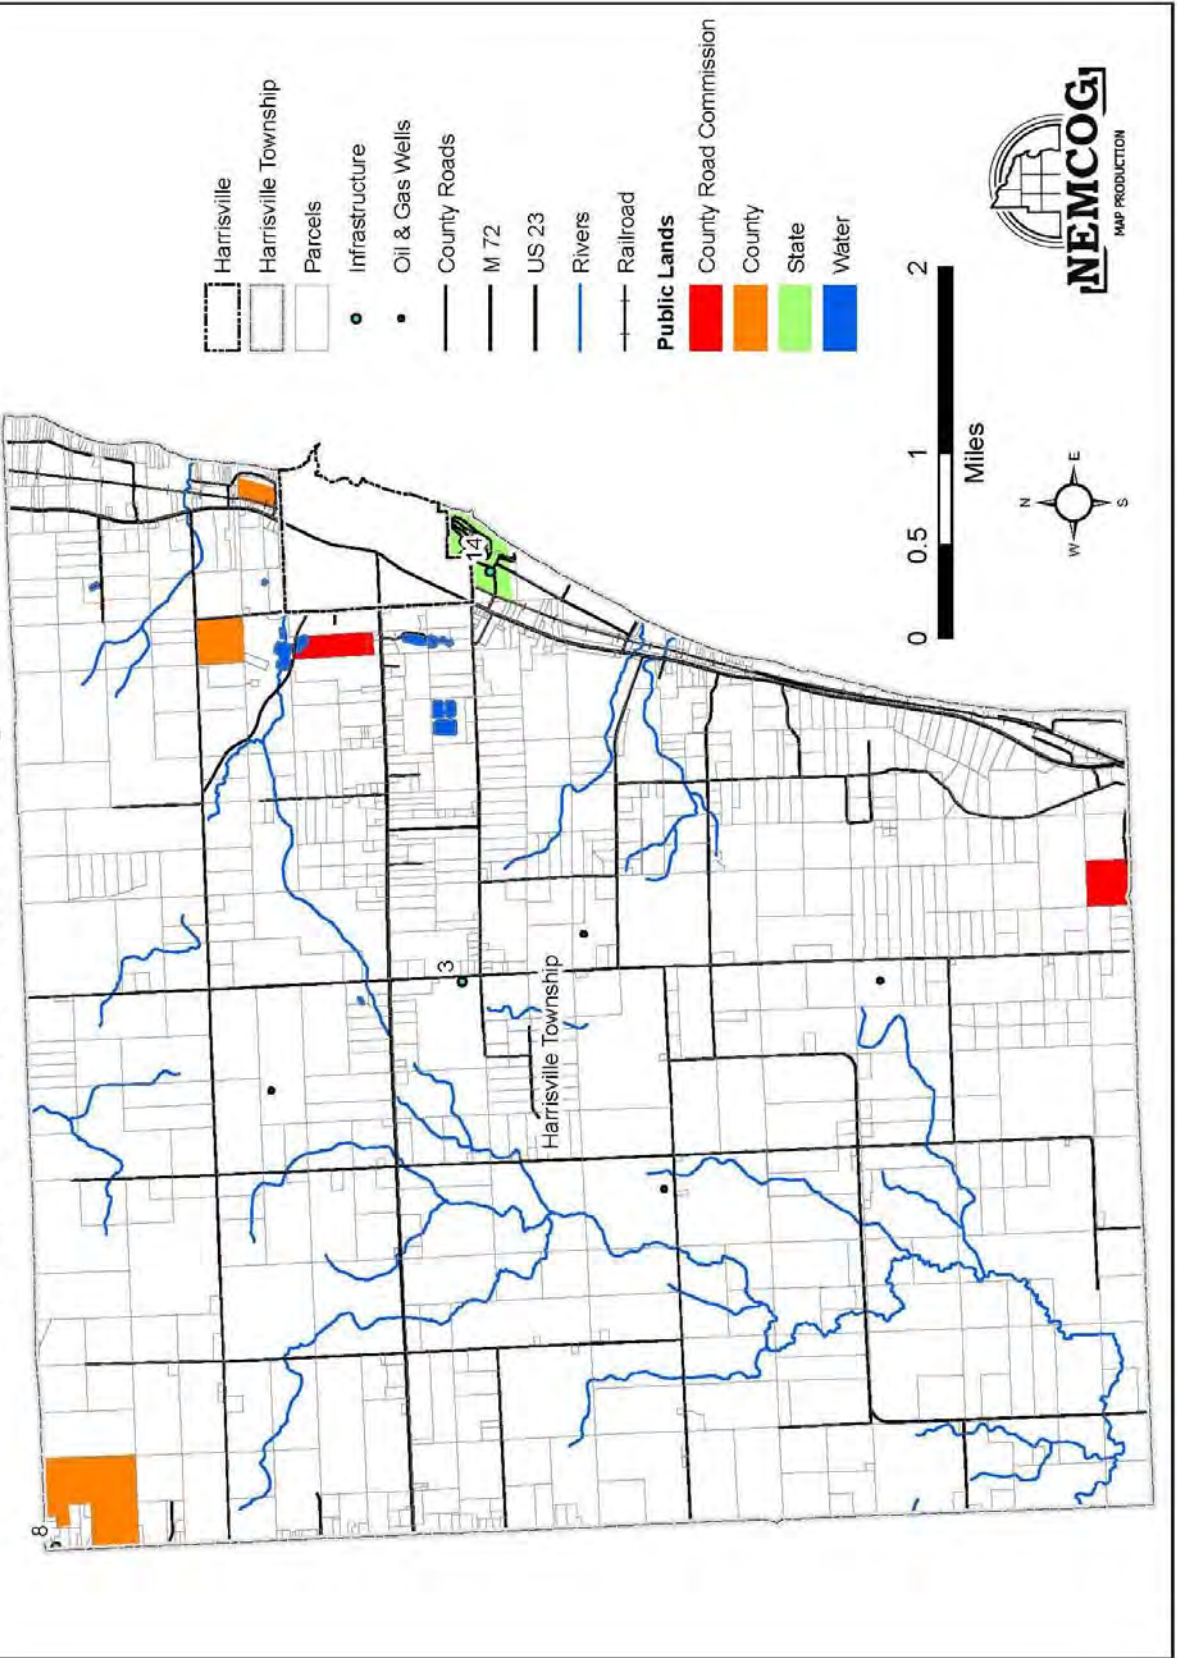 Harrisville
Harrisville Township
Parcels
Infrastructure
Oil & Gas Wells
County Roads
M 72
US 23
Rivers
Railroad
Public Lands
County Road Commission
County
State
Water
0 0.5 1 2
Miles
N
W E
S
NEMCOG
MAP PRODUCTION
8
3
14
Harrisville Township